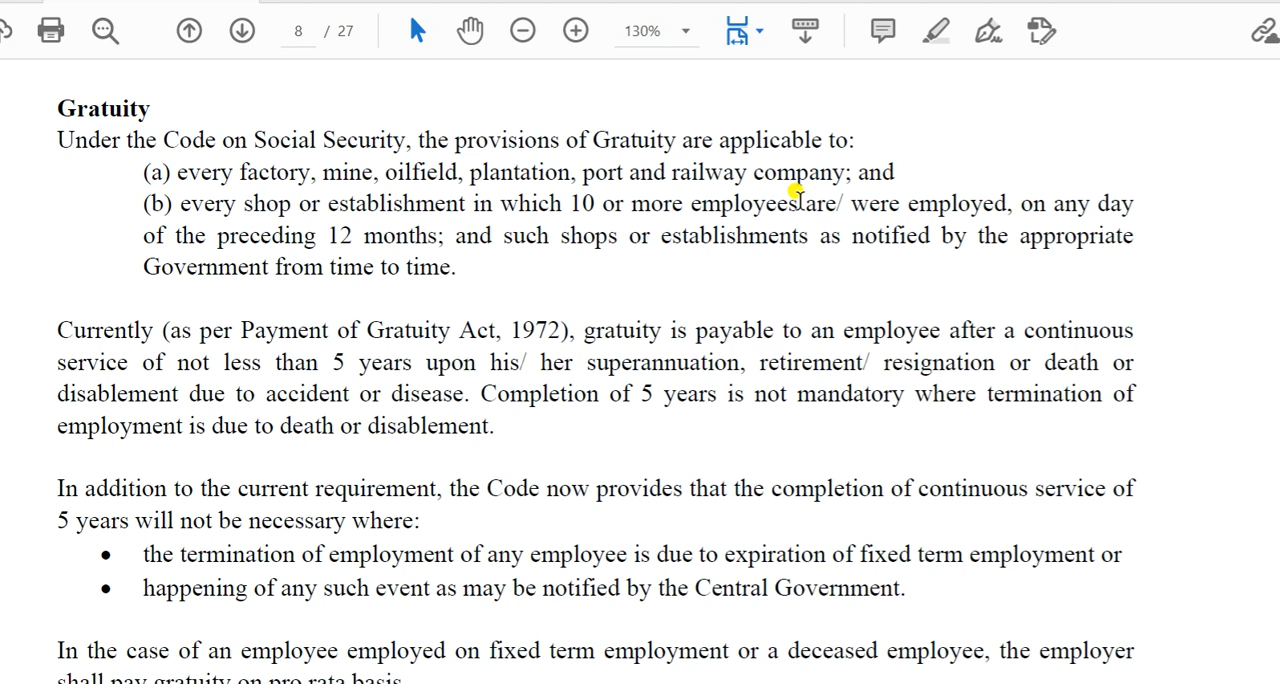 8 / 27
130%
Gratuity
Under the Code on Social Security, the provisions of Gratuity are applicable to:
(a) every factory, mine, oilfield, plantation, port and railway company; and
(b) every shop or establishment in which 10 or more employees are/ were employed, on any day
of the preceding 12 months; and such shops or establishments as notified by the appropriate
Government from time to time.
Currently (as per Payment of Gratuity Act, 1972), gratuity is payable to an employee after a continuous
service of not less than 5 years upon his/ her superannuation, retirement/ resignation or death or
disablement due to accident or disease. Completion of 5 years is not mandatory where termination of
employment is due to death or disablement.
In addition to the current requirement, the Code now provides that the completion of continuous service of
5 years will not be necessary where:
• the termination of employment of any employee is due to expiration of fixed term employment or
• happening of any such event as may be notified by the Central Government.
In the case of an employee employed on fixed term employment or a deceased employee, the employer
shall pay gratuity on pro rata basis